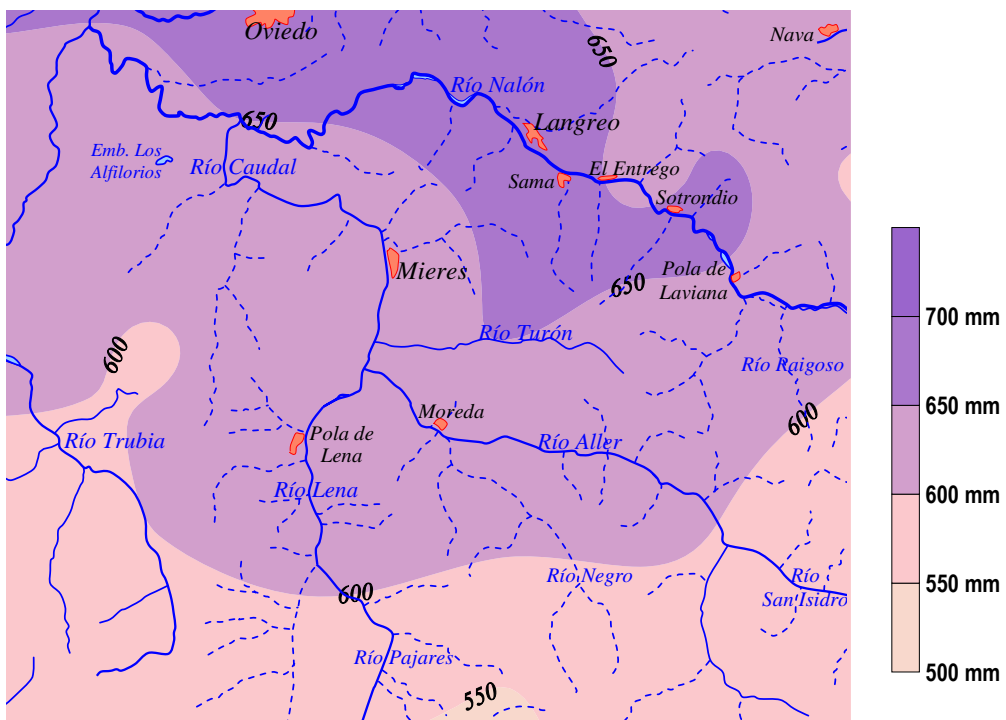 Oviedo
Nava
650
Río Nalón
650
Langreo
Emb. Los
Alfilorios
Río Caudal
Sama
El Entrego
Sotrondio
Mieres
650
Pola de
Laviana
Río Turón
600
Río Raigoso
600
Moreda
Río Trubia
Pola de
Lena
Río Aller
Río Lena
Río Negro
Río
San Isidro
600
Río Pajares
550
700 mm
650 mm
600 mm
550 mm
500 mm